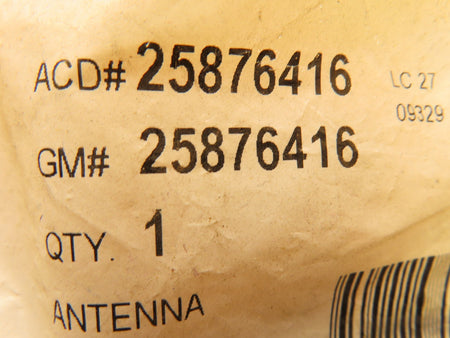 ACD# 25876416
LC 27
09329
GM# 25876416
QTY. 1
ANTENNA